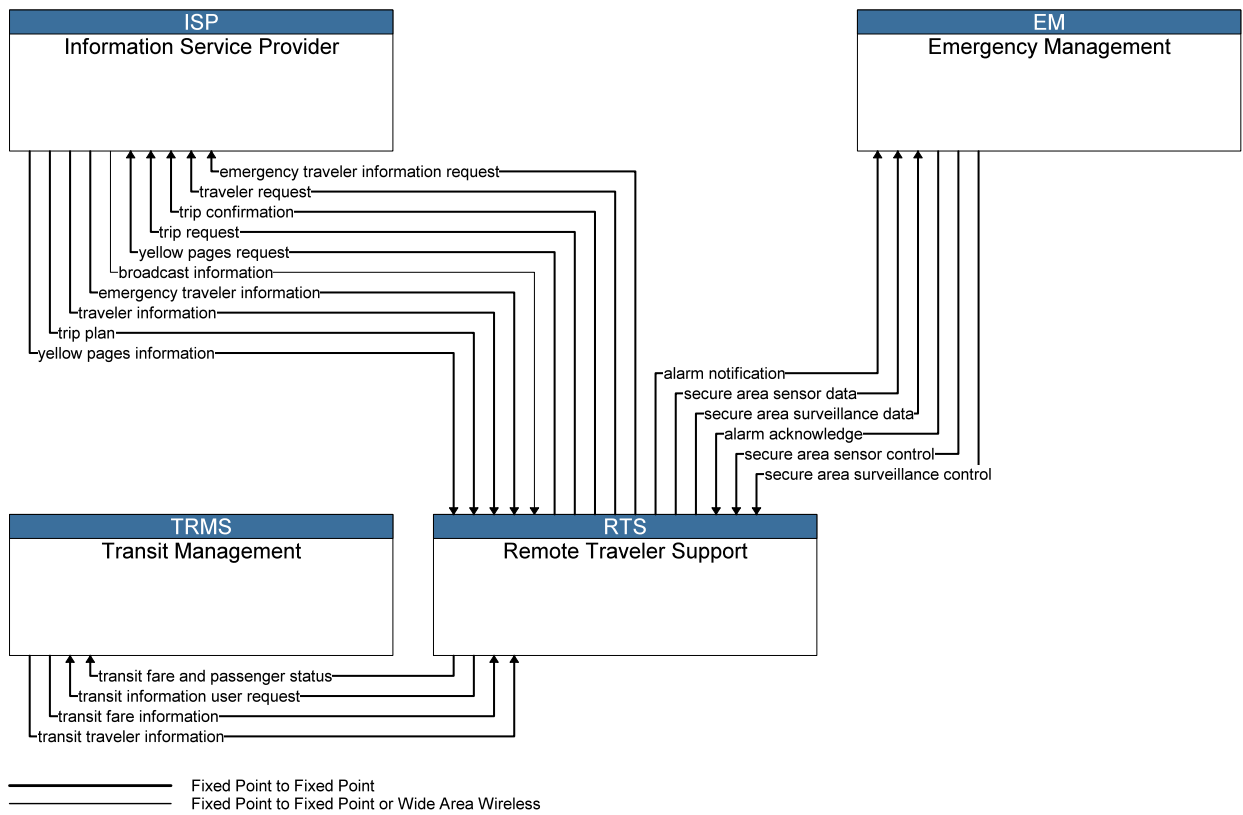 ISP
Information Service Provider
EM
Emergency Management
emergency traveler information request
traveler request
trip confirmation
trip request
yellow pages request
broadcast information
emergency traveler information
traveler information
trip plan
yellow pages information
alarm notification
secure area sensor data
secure area surveillance data
alarm acknowledge
secure area sensor control
secure area surveillance control
TRMS
Transit Management
RTS
Remote Traveler Support
transit fare and passenger status
transit information user request
transit fare information
transit traveler information
Fixed Point to Fixed Point
Fixed Point to Fixed Point or Wide Area Wireless